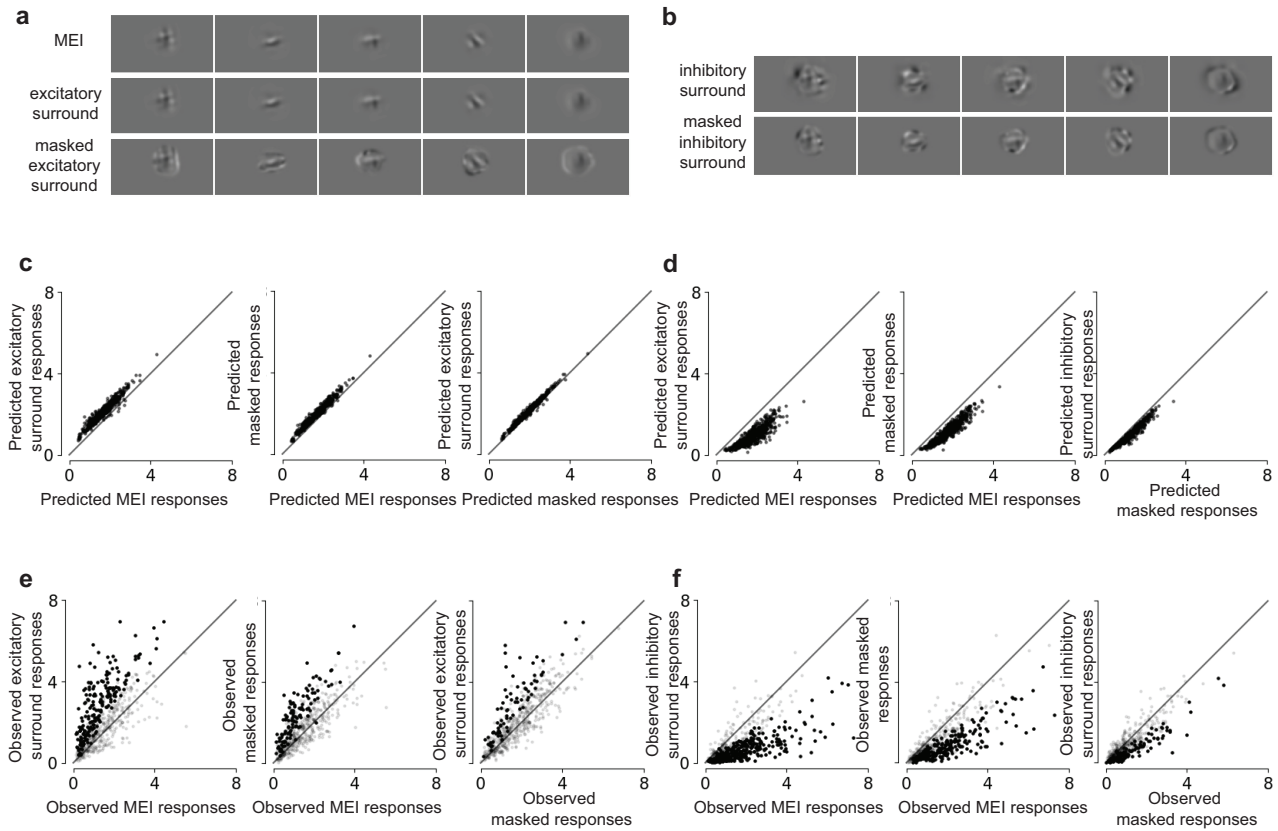 a
MEI
excitatory
surround
masked
excitatory
surround
b
inhibitory
surround
masked
inhibitory
surround
c
Predicted excitatory
surround responses
8
4
0
0
4
8
Predicted MEI responses
Predicted
masked responses
0
4
8
Predicted MEI responses
Predicted excitatory
surround responses
0
4
8
Predicted masked responses
d
Predicted excitatory
surround responses
8
4
0
0
4
8
Predicted MEI responses
Predicted
masked responses
0
4
8
Predicted MEI responses
Predicted inhibitory
surround responses
0
4
8
Predicted
masked responses
e
Observed excitatory
surround responses
8
4
0
0
4
8
Observed MEI responses
Observed
masked responses
0
4
8
Observed MEI responses
Observed excitatory
surround responses
0
4
8
Observed
masked responses
f
Observed inhibitory
surround responses
8
4
0
0
4
8
Observed MEI responses
Observed masked
responses
0
4
8
Observed MEI responses
Observed inhibitory
surround responses
0
4
8
Observed
masked responses